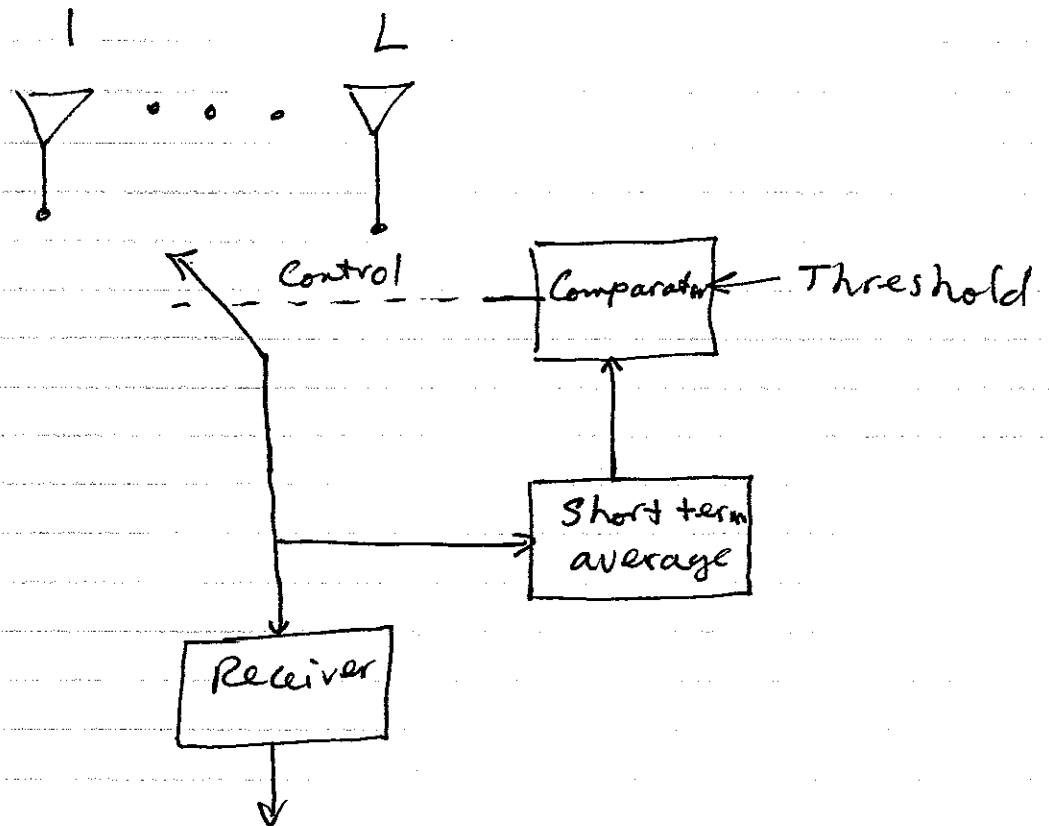 1 L
Control
Comparator
Threshold
Short term
average
Receiver